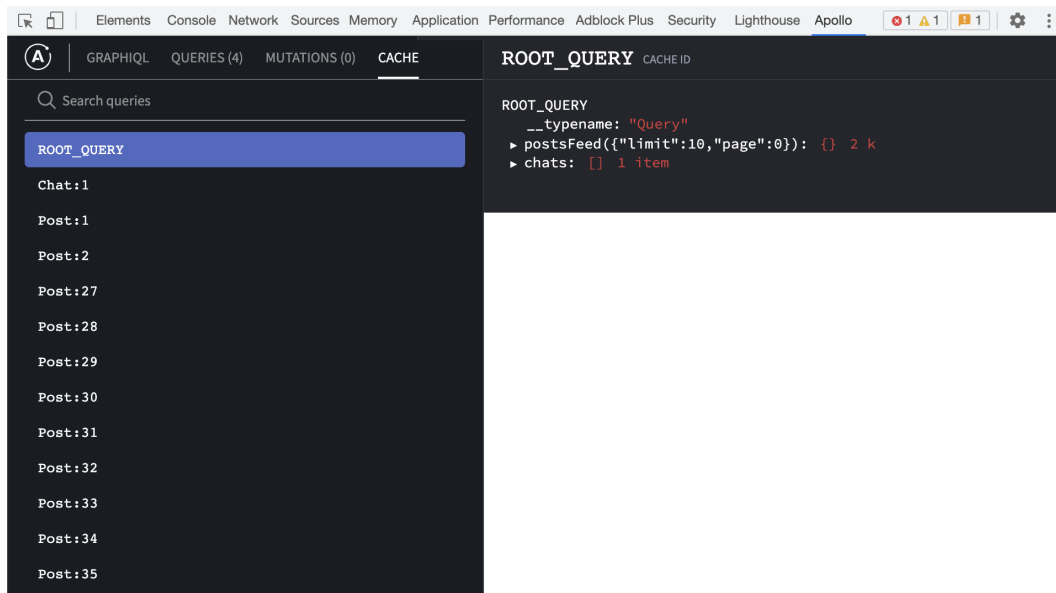 Elements Console Network Sources Memory Application Performance Adblock Plus Security Lighthouse Apollo 1 1 1
A GRAPHIQL QUERIES (4) MUTATIONS (0) CACHE
Search queries
ROOT_QUERY
Chat:1
Post:1
Post:2
Post:27
Post:28
Post:29
Post:30
Post:31
Post:32
Post:33
Post:34
Post:35
ROOT_QUERY CACHE ID
ROOT_QUERY
__typename: "Query"
▸ postsFeed({"limit":10,"page":0}): {} 2 k
▸ chats: [] 1 item